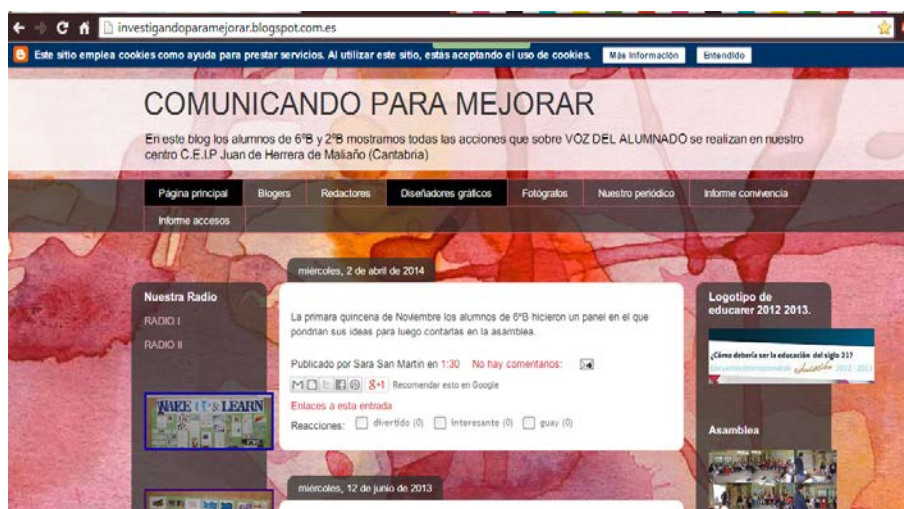 investigandoparamejorar.blogspot.com.es
Este sitio emplea cookies como ayuda para prestar servicios. Al utilizar este sitio, estás aceptando el uso de cookies. Más información Entendido
COMUNICANDO PARA MEJORAR
En este blog los alumnos de 6ºB y 2ºB mostramos todas las acciones que sobre VOZ DEL ALUMNADO se realizan en nuestro
centro C.E.I.P Juan de Herrera de Maliaño (Cantabria)
Página principal Blogers Redactores Diseñadores gráficos Fotógrafos Nuestro periódico Informe convivencia
Informe accesos
miércoles, 2 de abril de 2014
Nuestra Radio
RADIO I
RADIO II
WAKE UP & LEARN
La primara quincena de Noviembre los alumnos de 6ºB hicieron un panel en el que
pondrían sus ideas para luego contarlas en la asamblea.
Publicado por Sara San Martin en 1:30 No hay comentarios:
g+1 Recomendar esto en Google
Enlaces a esta entrada
Reacciones: divertido (0) interesante (0) guay (0)
miércoles, 12 de junio de 2013
Logotipo de
educarer 2012 2013.
¿Cómo debería ser la educación del siglo 21?
educación 2012 - 2013
Asamblea